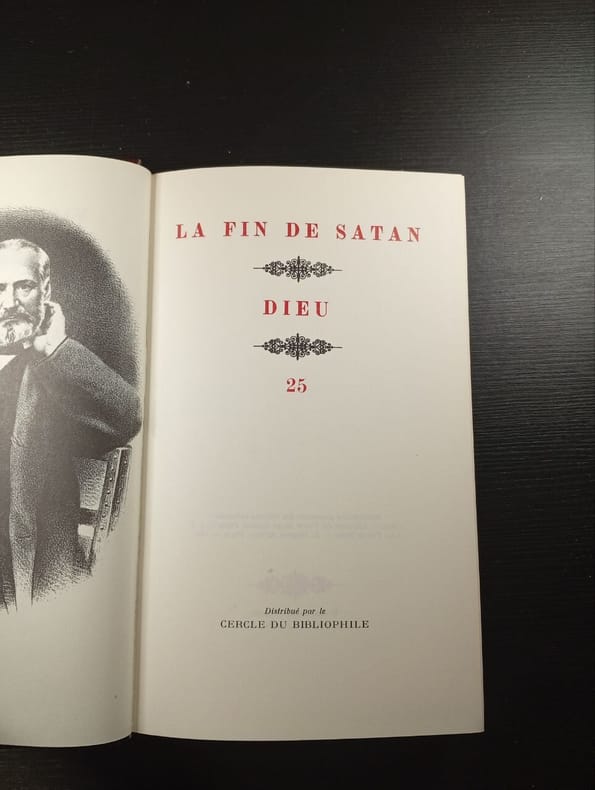 LA FIN DE SATAN
DIEU
25
Distribué par le
CERCLE DU BIBLIOPHILE